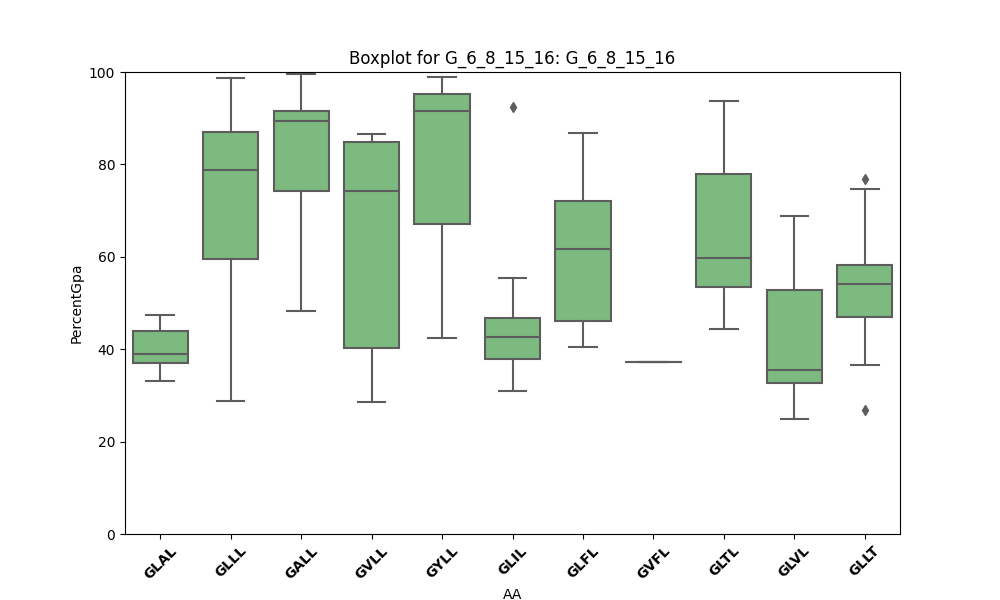 Boxplot for G_6_8_15_16: G_6_8_15_16
PercentGpa
100
80
60
40
20
0
GLAL
GLLL
GALL
GVLL
GYLL
GLIL
GLFL
GVFL
GLTL
GLVL
GLLT
AA